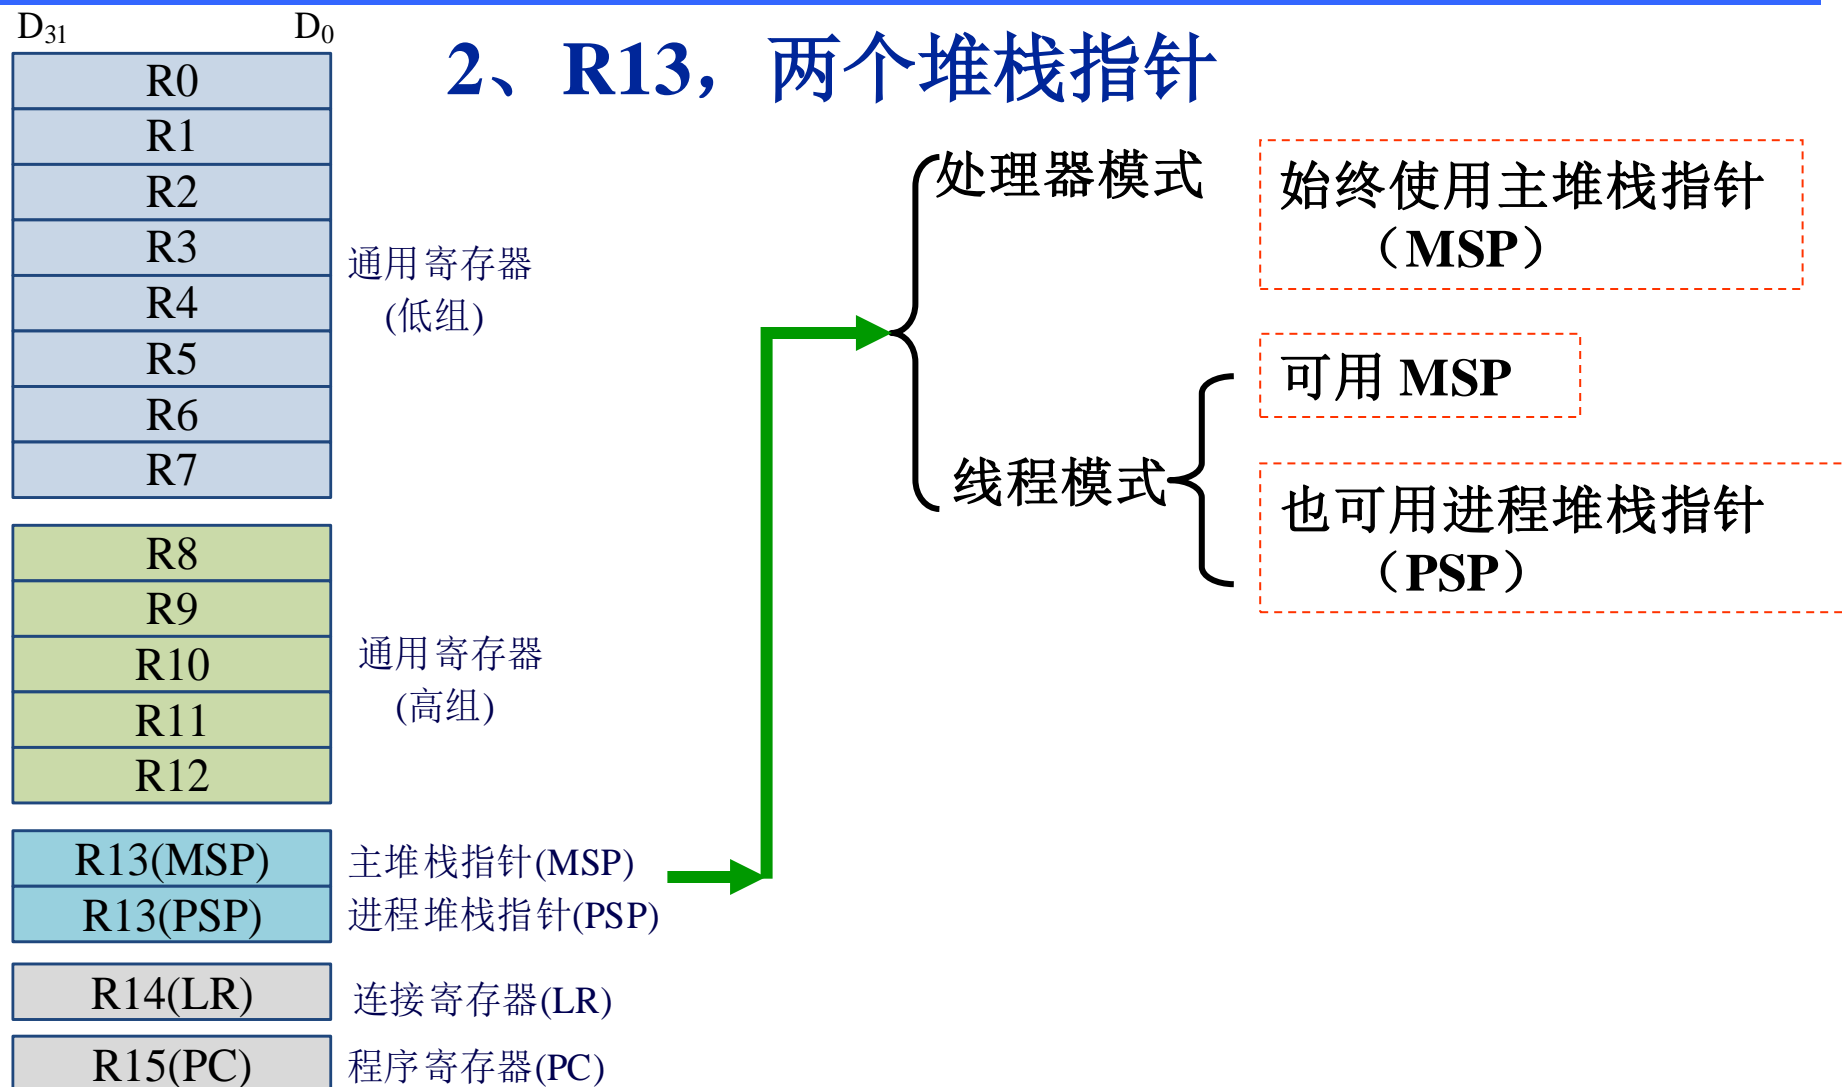 D31 D0
2、R13，两个堆栈指针
R0
R1
R2
R3
R4
R5
R6
R7
通用寄存器
(低组)
R8
R9
R10
R11
R12
通用寄存器
(高组)
R13(MSP)
主堆栈指针(MSP)
R13(PSP)
进程堆栈指针(PSP)
R14(LR)
连接寄存器(LR)
R15(PC)
程序寄存器(PC)
处理器模式
始终使用主堆栈指针
（MSP）
线程模式
可用 MSP
也可用进程堆栈指针
（PSP）